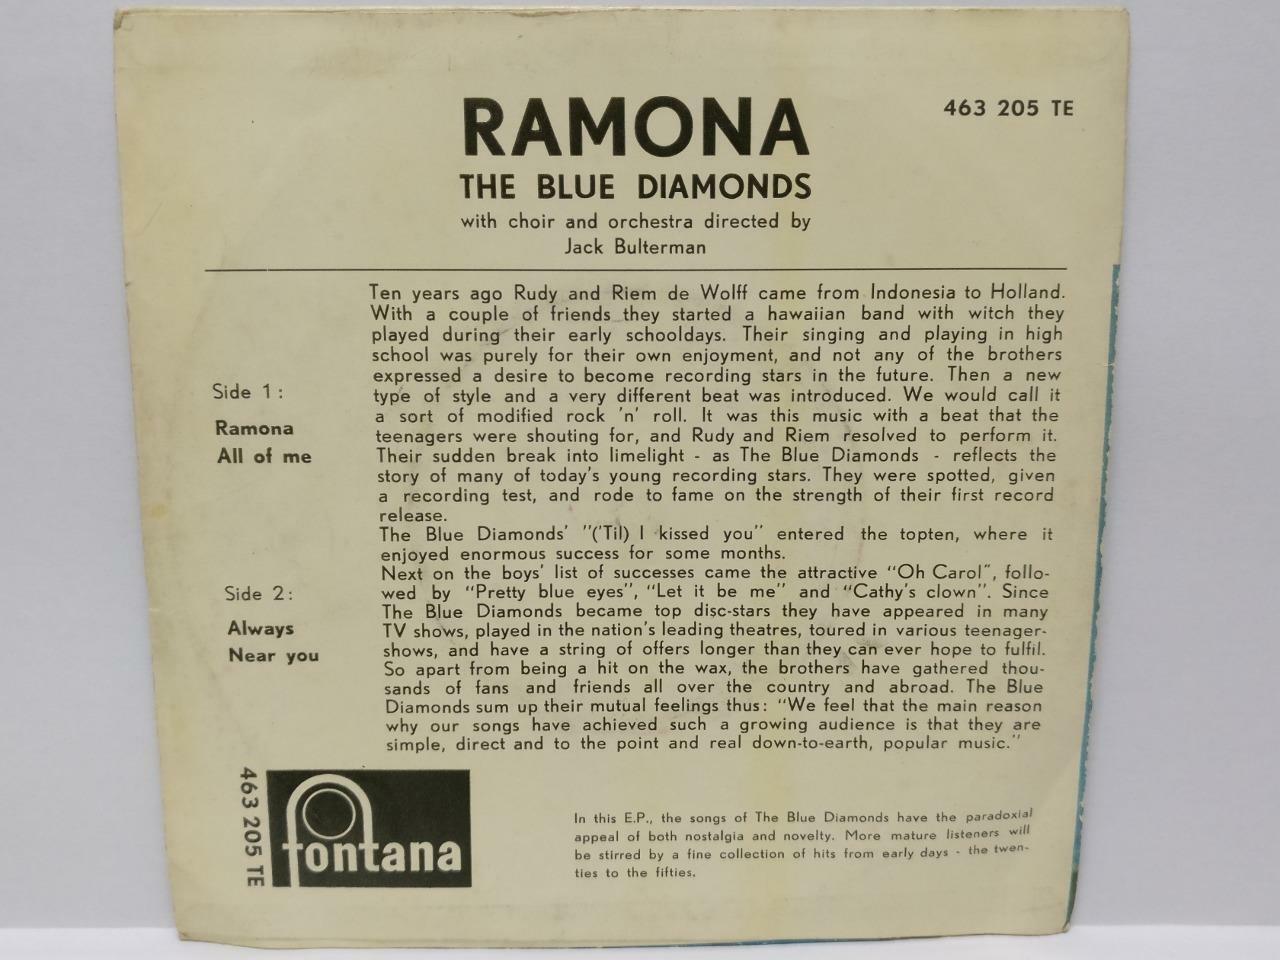 RAMONA
463 205 TE
THE BLUE DIAMONDS
with choir and orchestra directed by
Jack Bulterman
Side 1 :
Ramona
All of me
Side 2 :
Always
Near you
Ten years ago Rudy and Riem de Wolff came from Indonesia to Holland.
With a couple of friends they started a hawaiian band with witch they
played during their early schooldays. Their singing and playing in high
school was purely for their own enjoyment, and not any of the brothers
expressed a desire to become recording stars in the future. Then a new
type of style and a very different beat was introduced. We would call it
a sort of modified rock 'n' roll. It was this music with a beat that the
teenagers were shouting for, and Rudy and Riem resolved to perform it.
Their sudden break into limelight - as The Blue Diamonds - reflects the
story of many of today's young recording stars. They were spotted, given
a recording test, and rode to fame on the strength of their first record
release.
The Blue Diamonds' "('Til) I kissed you" entered the topten, where it
enjoyed enormous success for some months.
Next on the boys' list of successes came the attractive "Oh Carol", follo-
wed by "Pretty blue eyes", "Let it be me" and "Cathy's clown". Since
The Blue Diamonds became top disc-stars they have appeared in many
TV shows, played in the nation's leading theatres, toured in various teenager-
shows, and have a string of offers longer than they can ever hope to fulfil.
So apart from being a hit on the wax, the brothers have gathered thou-
sands of fans and friends all over the country and abroad. The Blue
Diamonds sum up their mutual feelings thus: "We feel that the main reason
why our songs have achieved such a growing audience is that they are
simple, direct and to the point and real down-to-earth, popular music."
463 205 TE
fontana
In this E.P., the songs of The Blue Diamonds have the paradoxial
appeal of both nostalgia and novelty. More mature listeners will
be stirred by a fine collection of hits from early days - the twen-
ties to the fifties.